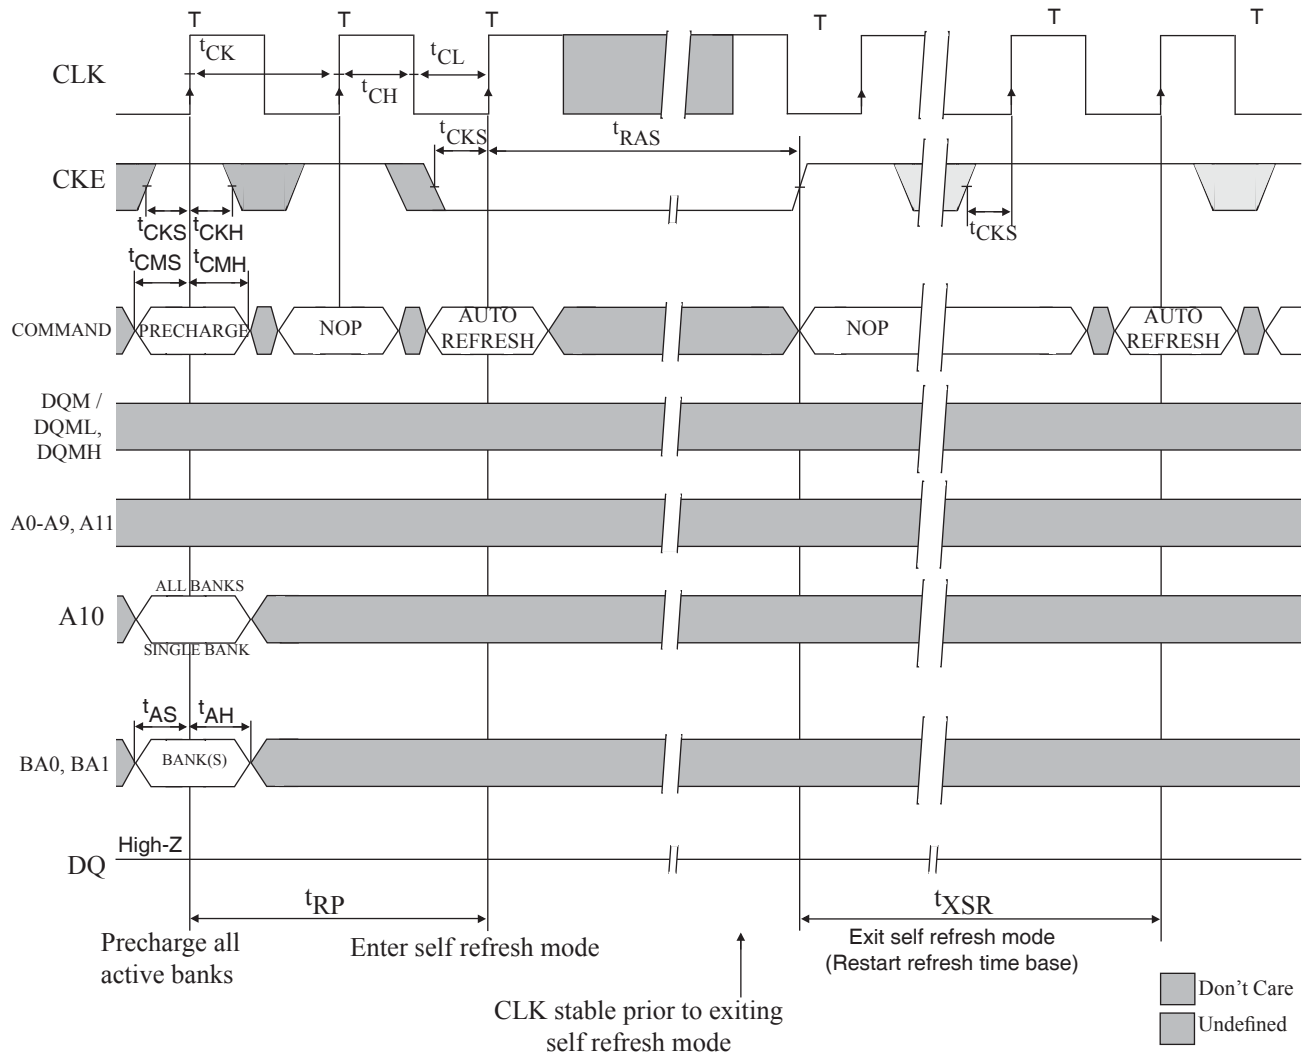 T T T T T T
CLK tCK tCH tCL
CKE tCKS tRAS
tCKS tCKH tCKS
tCMS tCMH
COMMAND PRECHARGE NOP AUTO REFRESH NOP AUTO REFRESH
DQM /
DQML,
DQMH
A0-A9, A11
ALL BANKS
A10
SINGLE BANK
tAS tAH
BA0, BA1 BANK(S)
High-Z
DQ
tRP tXSR
Precharge all
active banks
Enter self refresh mode
Exit self refresh mode
(Restart refresh time base)
CLK stable prior to exiting
self refresh mode
Don't Care
Undefined